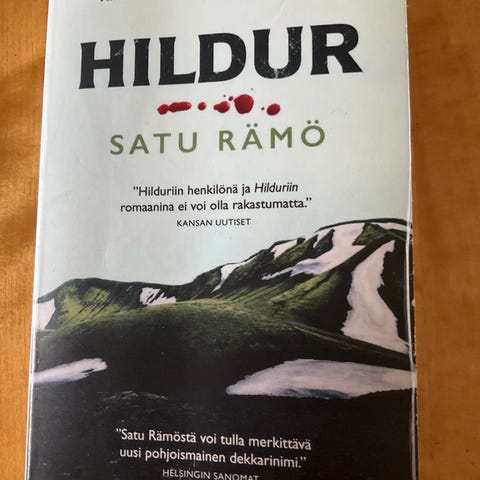 HILDUR
SATU RÄMÖ
"Hilduriin henkilönä ja Hilduriin
romaanina ei voi olla rakastumatta."
KANSAN UUTISET
"Satu Rämöstä voi tulla merkittävä
uusi pohjoismainen dekkarinimi."
HELSINGIN SANOMAT